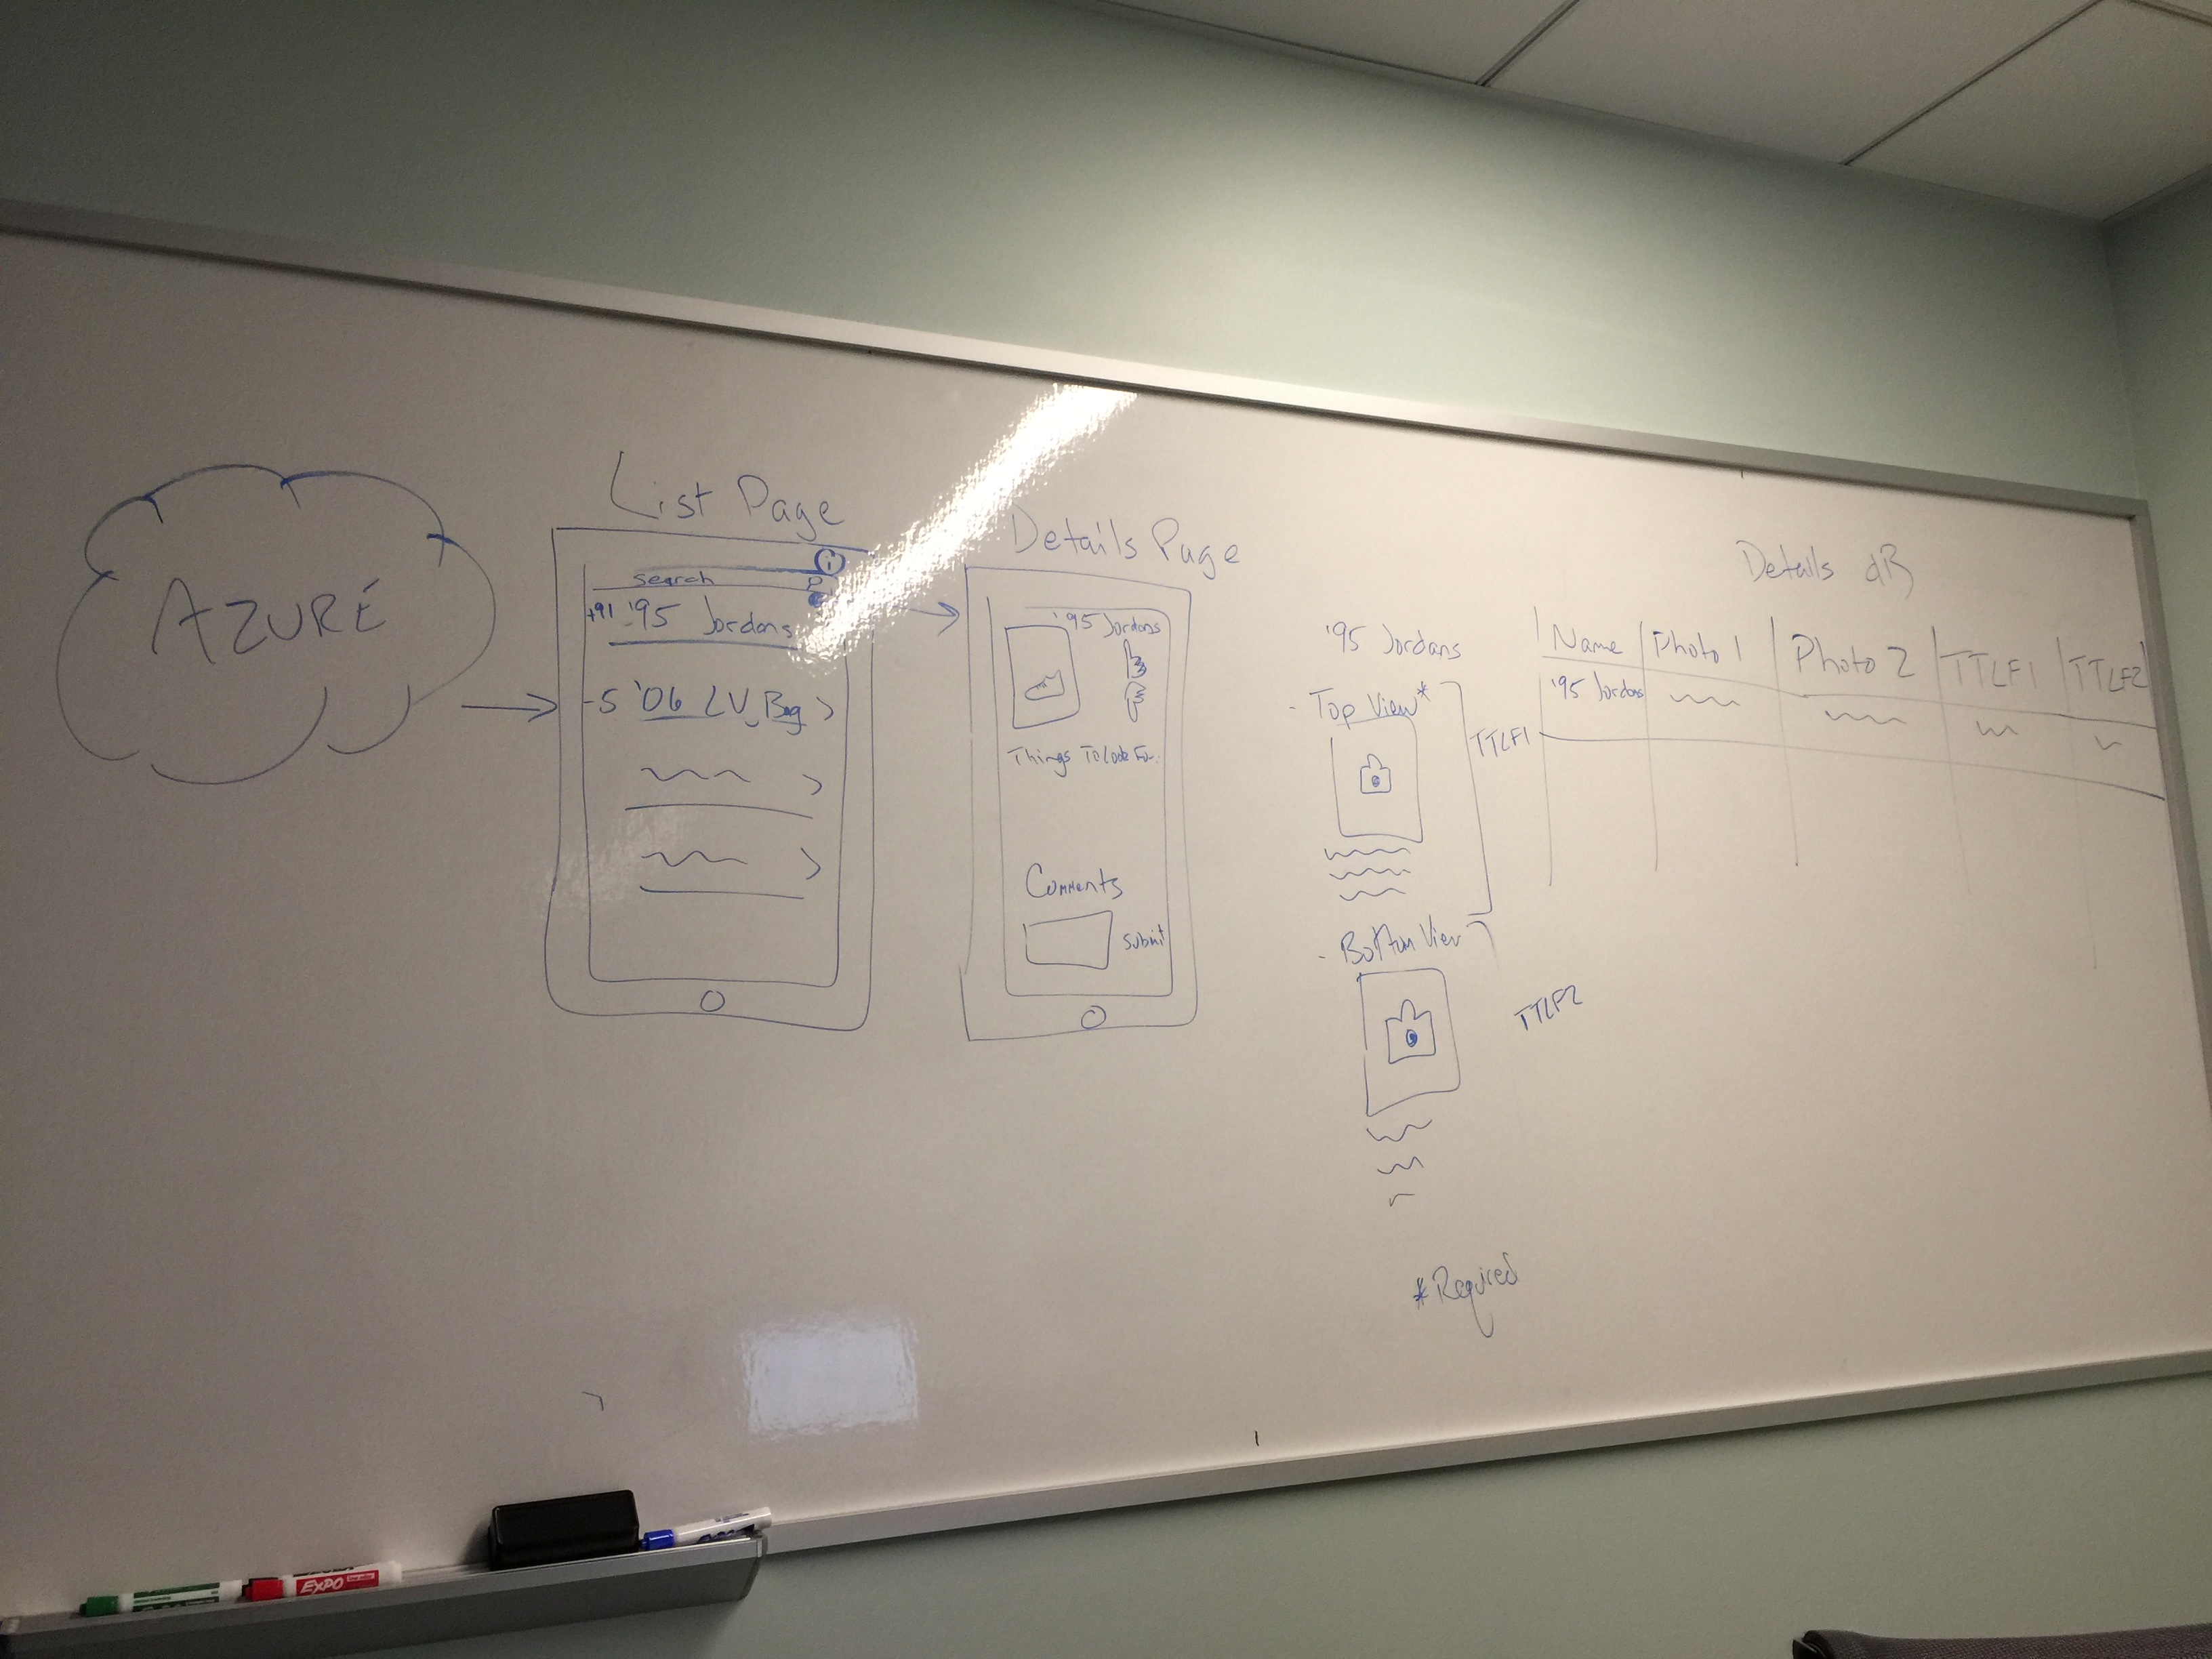 AZURE
List Page
search
+91 '95 Jordans
-5 '06 LV Bag
Details Page
'95 Jordans
Things To Look For
Comments
Submit
'95 Jordans
- Top View*
TTLF1
- Bottom View
TTLF2
*Required
Details dB
Name Photo 1 Photo 2 TTLF1 TTLF2
'95 Jordans
EXPO